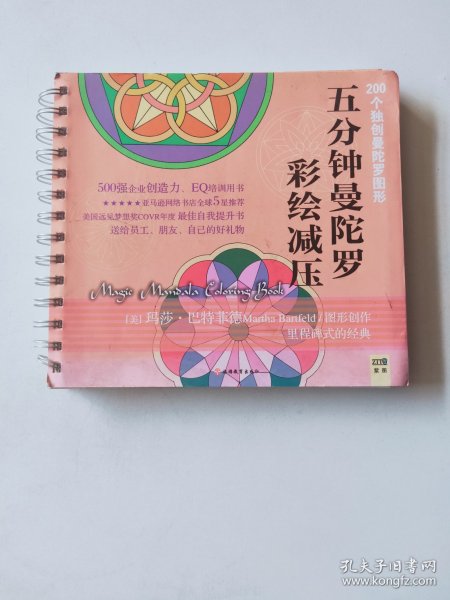 200个独创曼陀罗图形
五分钟曼陀罗
彩绘减压
500强企业创造力、EQ培训用书
★★★★★亚马逊网络书店全球5星推荐
美国远见梦想奖COVR年度 最佳自我提升书
送给员工、朋友、自己的好礼物
Magic Mandala Coloring Book
[美] 玛莎·巴特菲德 Martha Bartfeld / 图形创作
里程碑式的经典
紫图
孔夫子旧书网
www.kongfz.com